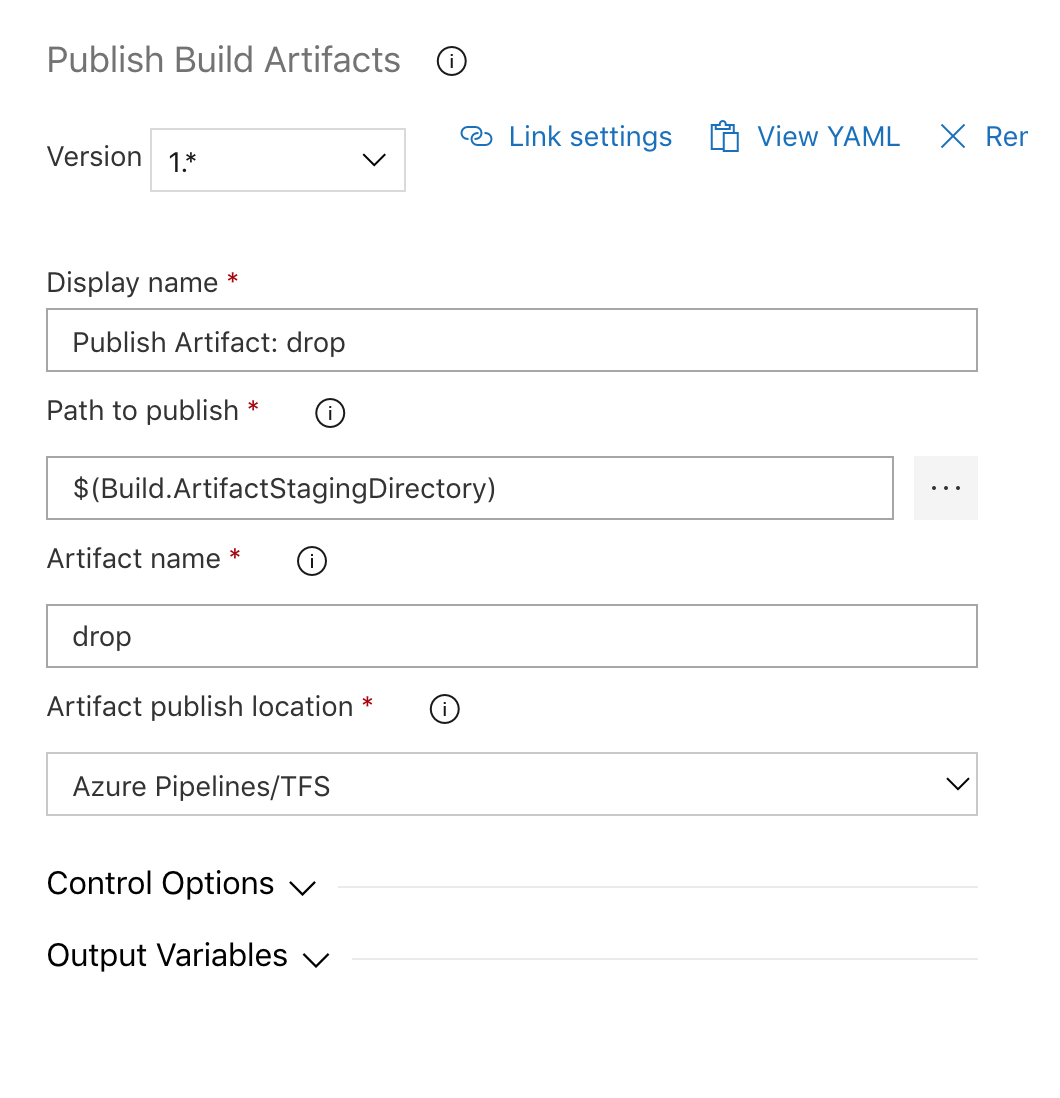 Publish Build Artifacts
Version 1.* Link settings View YAML Rer
Display name *
Publish Artifact: drop
Path to publish *
$(Build.ArtifactStagingDirectory)
Artifact name *
drop
Artifact publish location *
Azure Pipelines/TFS
Control Options
Output Variables